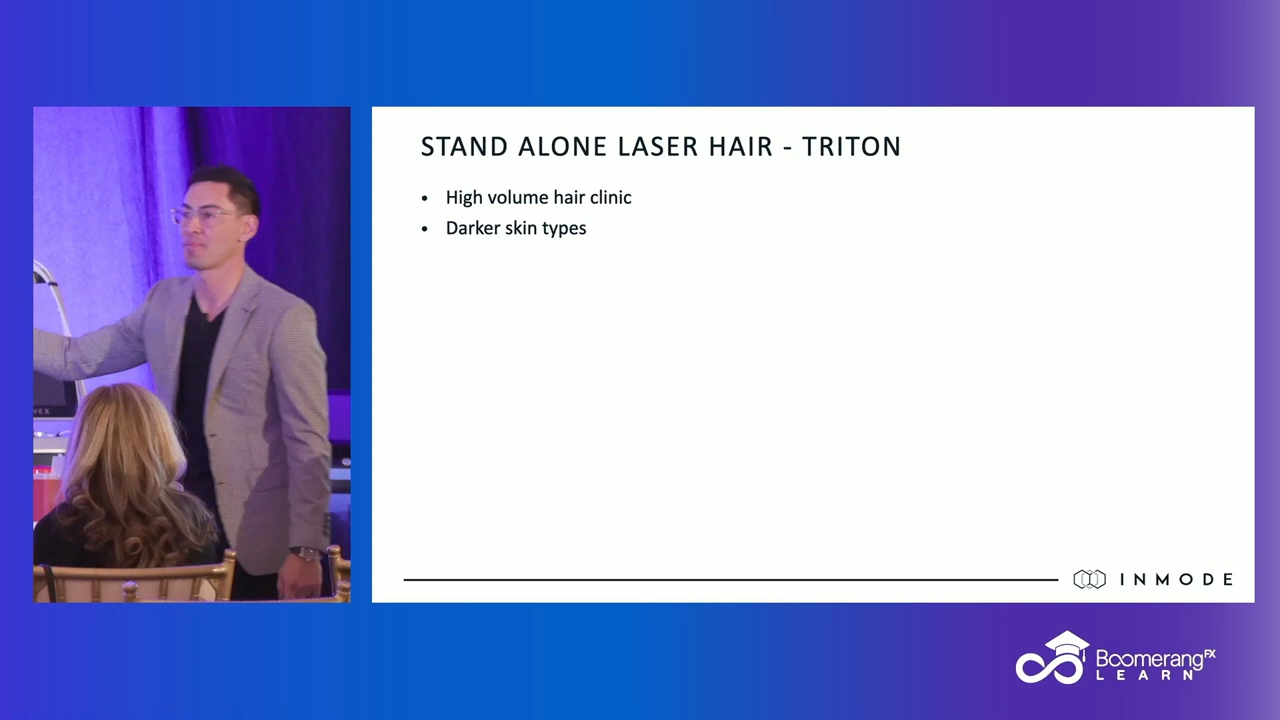 STAND ALONE LASER HAIR - TRITON
• High volume hair clinic
• Darker skin types
INMODE
BoomerangFX
LEARN